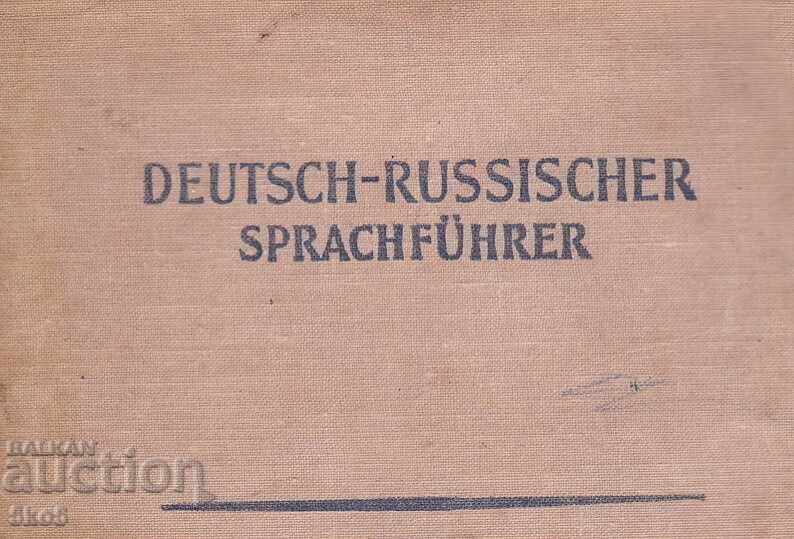 DEUTSCH-RUSSISCHER
SPRACHFÜHRER
BALKAN
auction